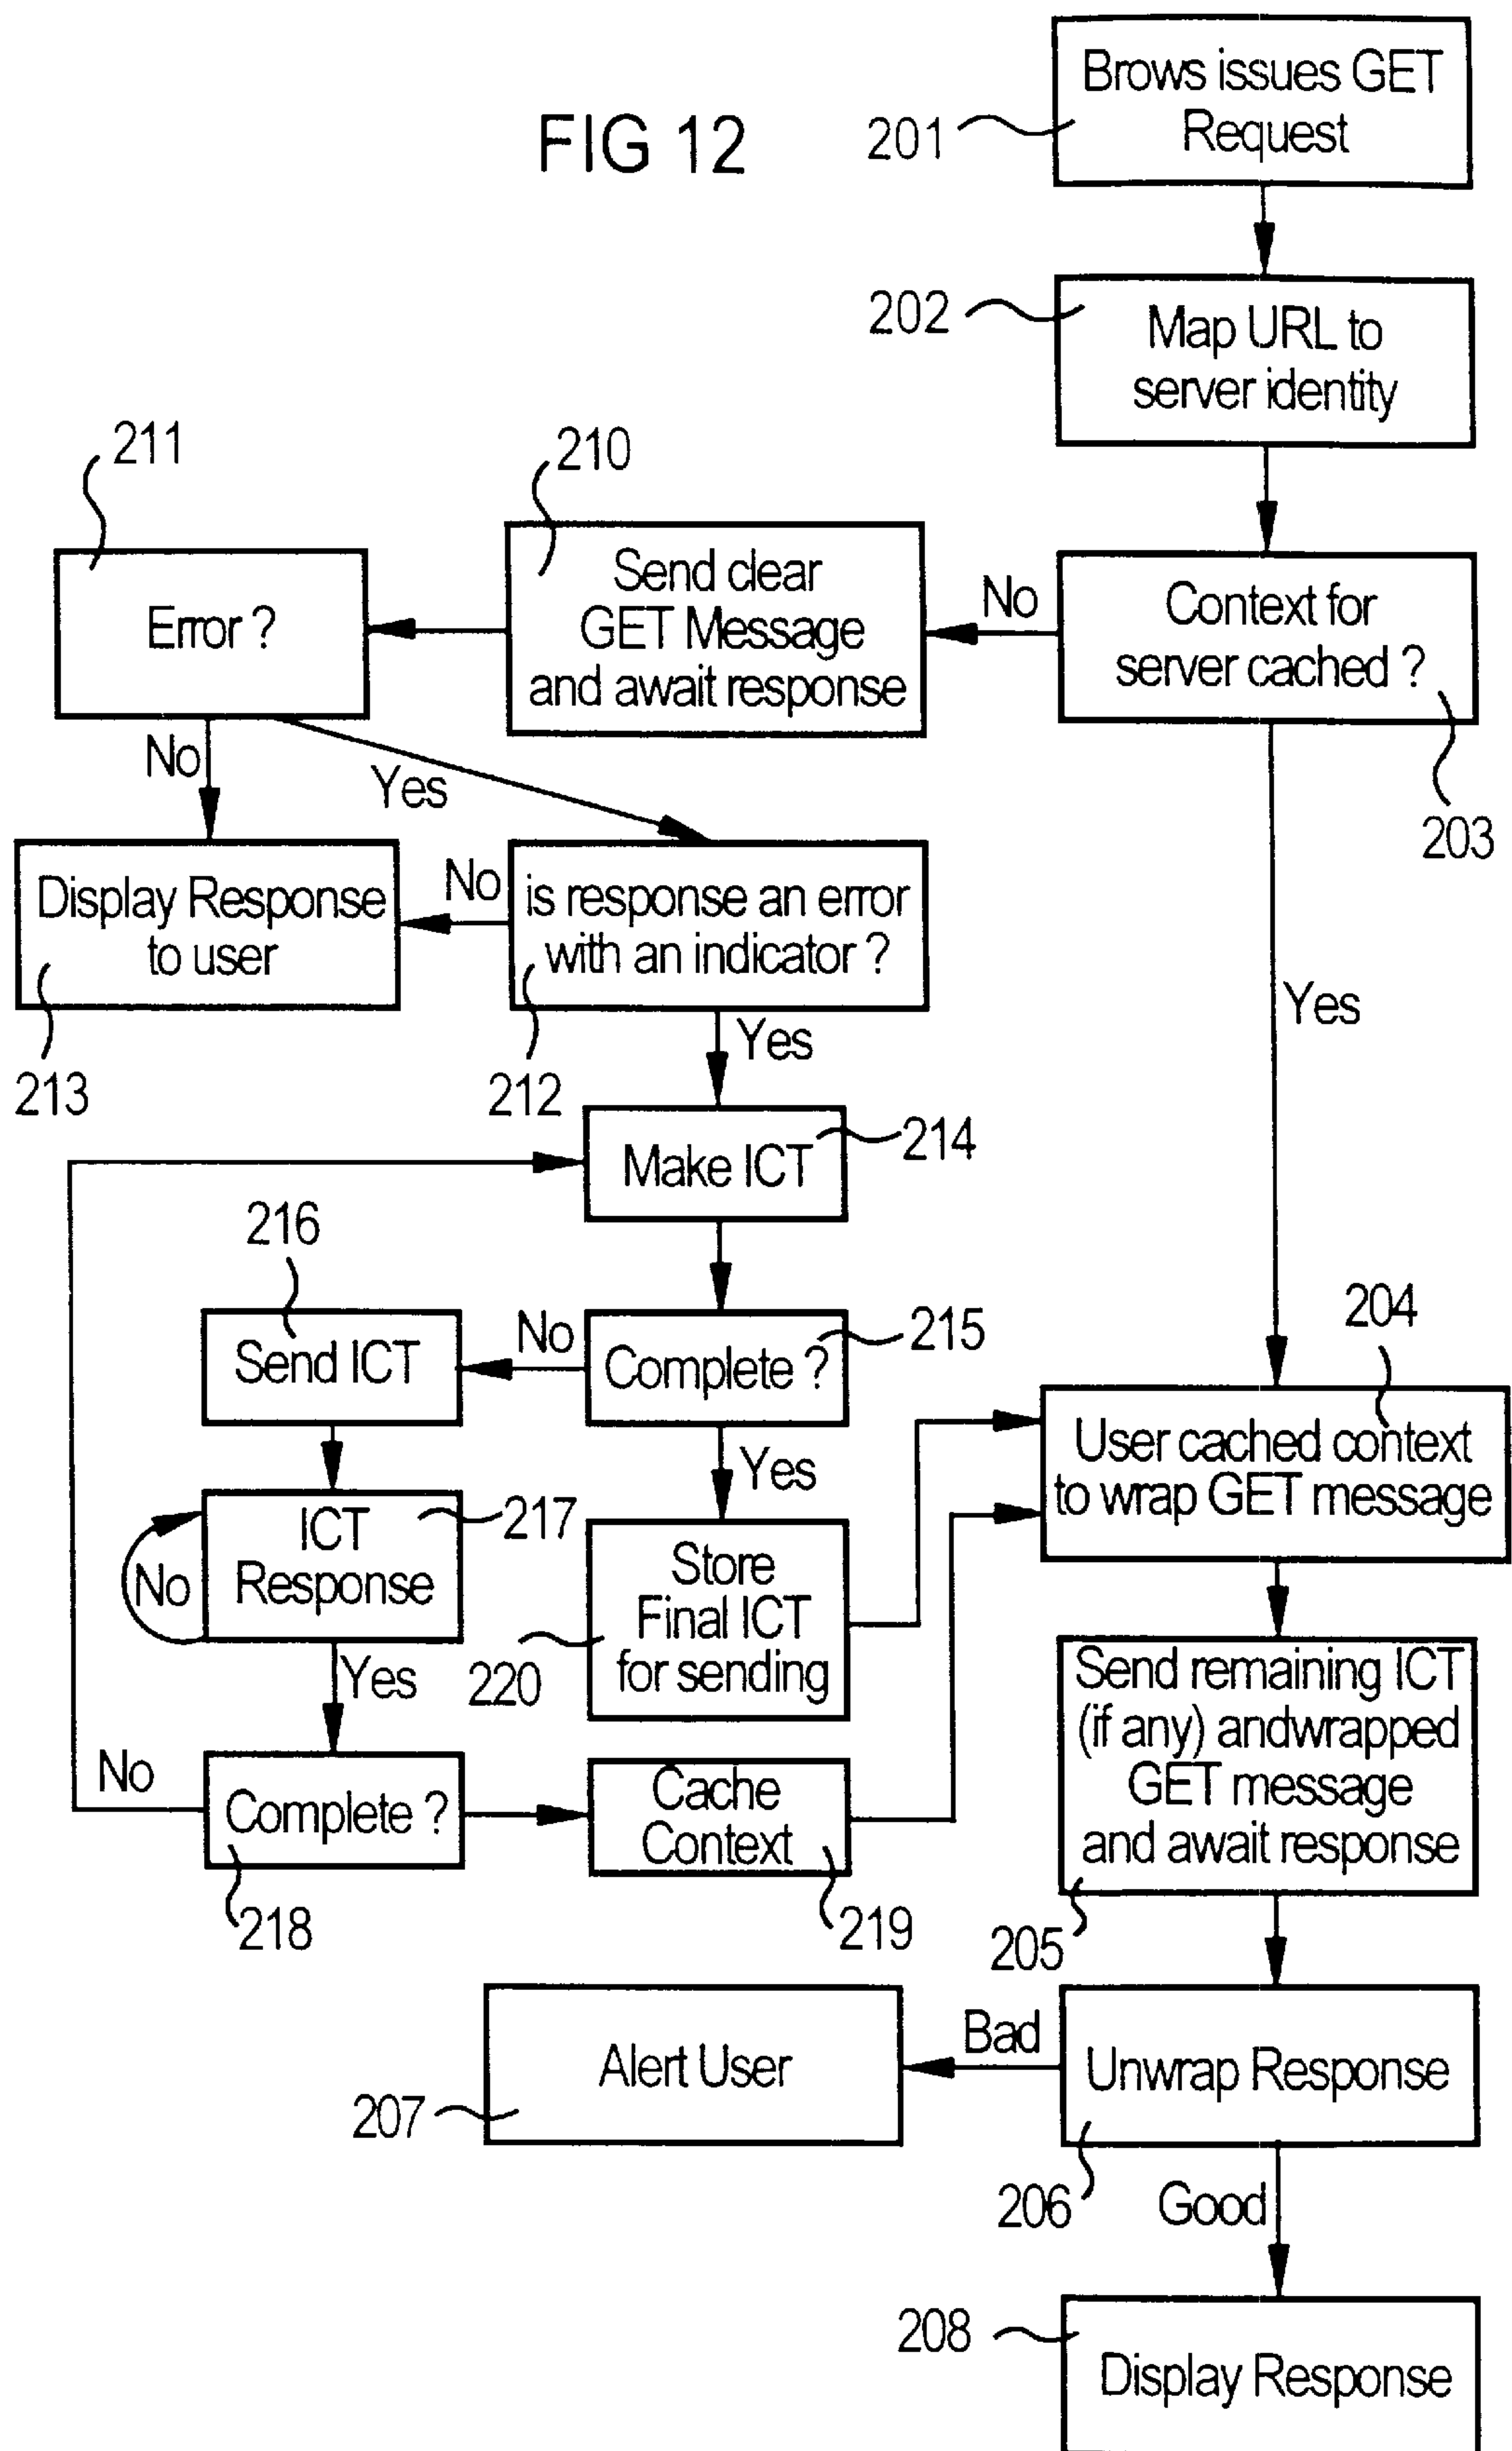 FIG 12
Brows issues GET
Request
201
202
Map URL to
server identity
211
210
Error ?
Send clear
GET Message
and await response
No
Context for
server cached ?
203
No
Yes
Display Response
to user
213
No
is response an error
with an indicator ?
212
Yes
Yes
Make ICT
214
216
Send ICT
No
Complete ?
215
204
User cached context
to wrap GET message
Yes
ICT
Response
217
No
Store
Final ICT
for sending
220
Yes
Send remaining ICT
(if any) andwrapped
GET message
and await response
205
No
Complete ?
218
Cache
Context
219
Alert User
207
Bad
Unwrap Response
206
Good
208
Display Response